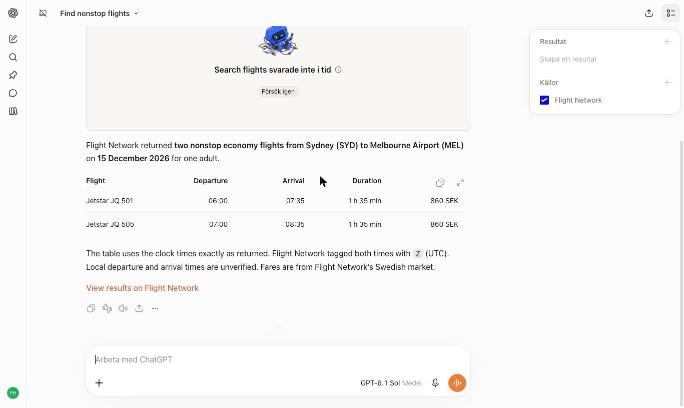 Find nonstop flights
Search flights svarade inte i tid
Försök igen
Flight Network returned two nonstop economy flights from Sydney (SYD) to Melbourne Airport (MEL)
on 15 December 2026 for one adult.
Flight Departure Arrival Duration
Jetstar JQ 501 06:00 07:35 1 h 35 min 860 SEK
Jetstar JQ 505 07:00 08:35 1 h 35 min 860 SEK
The table uses the clock times exactly as returned. Flight Network tagged both times with Z (UTC).
Local departure and arrival times are unverified. Fares are from Flight Network's Swedish market.
View results on Flight Network
Arbeta med ChatGPT
GPT-6.1 Sol Medel
Resultat
Skapa ett resultat
Källor
Flight Network